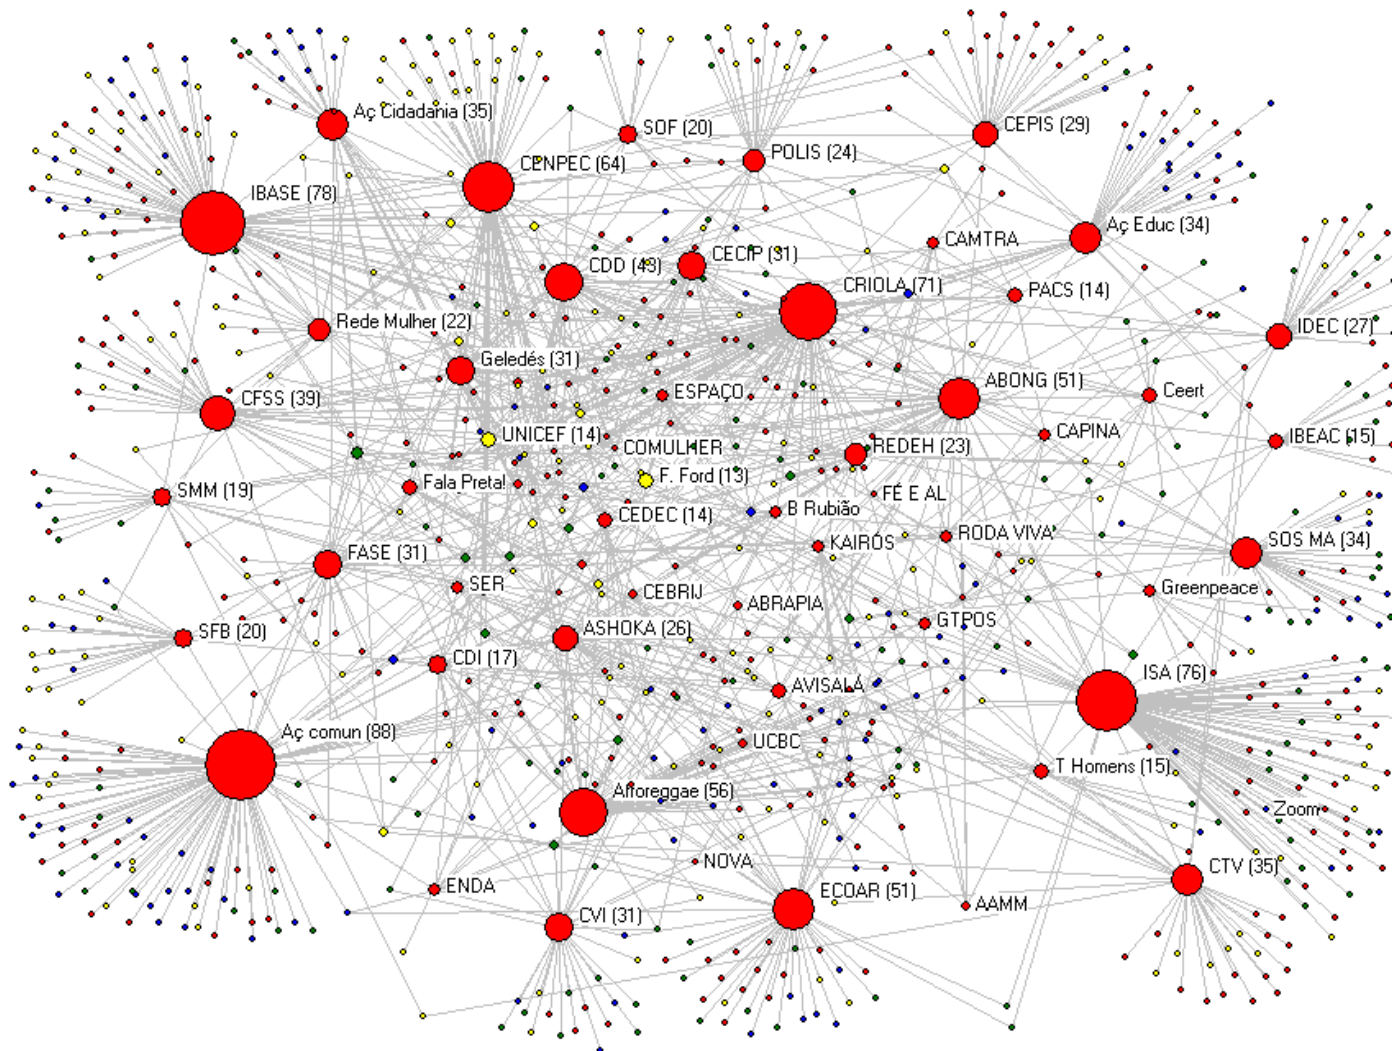 Aç Cidadania (35)
SOF (20)
CEPIS (29)
POLIS (24)
CENPEC (64)
IBASE (78)
Aç Educ (34)
CAMTRA
CECIP (31)
CDD (43)
CRIOLA (71)
PACS (14)
Rede Mulher (22)
IDEC (27)
Geledés (31)
ABONG (51)
ESPAÇO
Ceert
CFSS (39)
UNICEF (14)
CAPINA
IBEAC (15)
COMULHER
REDEH (23)
F. Ford (13)
Fala Preta!
SMM (19)
FÉ E AL
B Rubião
CEDEC (14)
RODA VIVA
KAIRÓS
SOS MA (34)
FASE (31)
SER
CEBRIJ
Greenpeace
ABRAPIA
GTPOS
SFB (20)
ASHOKA (26)
CDI (17)
ISA (76)
AVISALÁ
Aç comun (88)
UCBC
T Homens (15)
Afroreggae (56)
Zoom
NOVA
CTV (35)
ENDA
ECOAR (51)
AAMM
CVI (31)